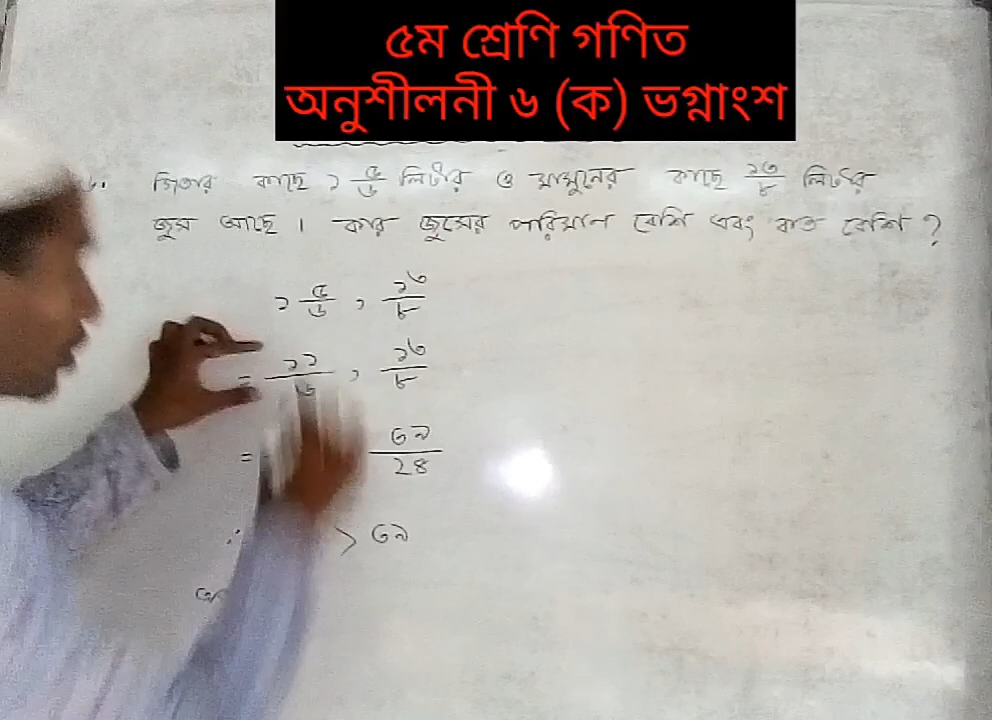 ৫ম শ্রেণি গণিত
অনুশীলনী ৬ (ক) ভগ্নাংশ
মিতার কাছে ১ ৫/৬ লিটার ও মামুনের কাছে ১৩/৮ লিটার
জুস আছে। কার জুসের পরিমাণ বেশি এবং কত বেশি ?
১ ৫/৬ , ১৩/৮
= ১১/৬ , ১৩/৮
= ৩৯/২৪
∴ > ৩৯